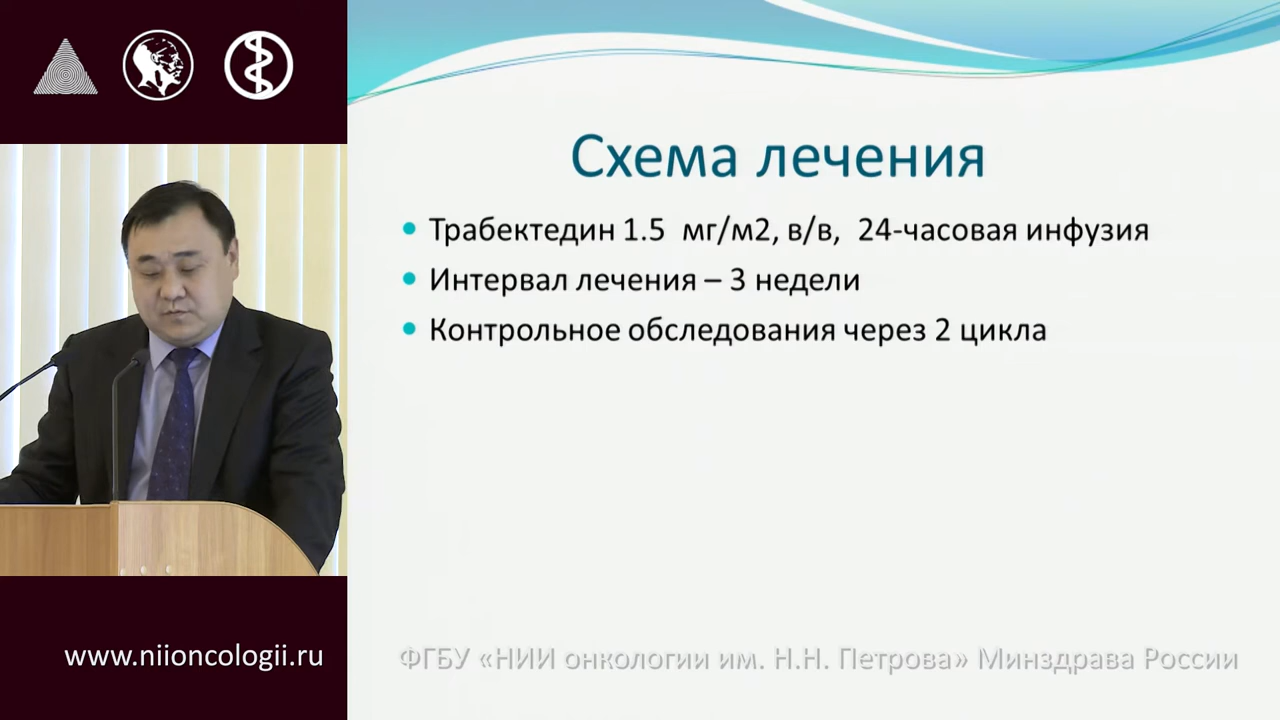 Схема лечения
Трабектедин 1.5 мг/м2, в/в, 24-часовая инфузия
Интервал лечения – 3 недели
Контрольное обследования через 2 цикла
www.niioncologii.ru
ФГБУ «НИИ онкологии им. Н.Н. Петрова» Минздрава России